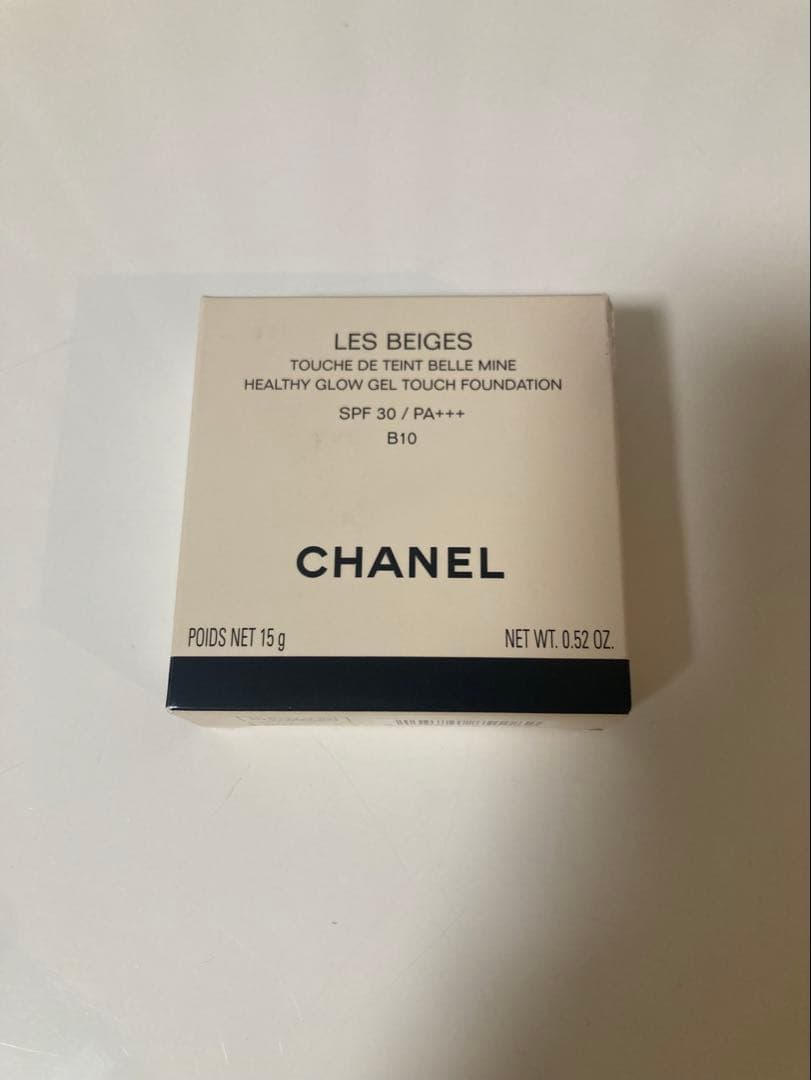 LES BEIGES
TOUCHE DE TEINT BELLE MINE
HEALTHY GLOW GEL TOUCH FOUNDATION
SPF 30 / PA+++
B10
CHANEL
POIDS NET 15 g
NET WT. 0.52 OZ.